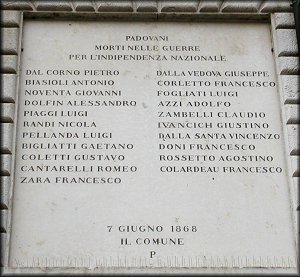 PADOVANI
MORTI NELLE GUERRE
PER L'INDIPENDENZA NAZIONALE
DAL CORNO PIETRO
BIASIOLI ANTONIO
NOVENTA GIOVANNI
DOLFIN ALESSANDRO
PIAGGI LUIGI
RANDI NICOLA
PELLANDA LUIGI
BIGLIATTI GAETANO
COLETTI GUSTAVO
CANTARELLI ROMEO
ZARA FRANCESCO
DALLA VEDOVA GIUSEPPE
CORLETTO FRANCESCO
FOGLIATI LUIGI
AZZI ADOLFO
ZAMBELLI CLAUDIO
IVANCICH GIUSTINO
DALLA SANTA VINCENZO
DONI FRANCESCO
ROSSETTO AGOSTINO
COLARDEAU FRANCESCO
7 GIUGNO 1868
IL COMUNE
P